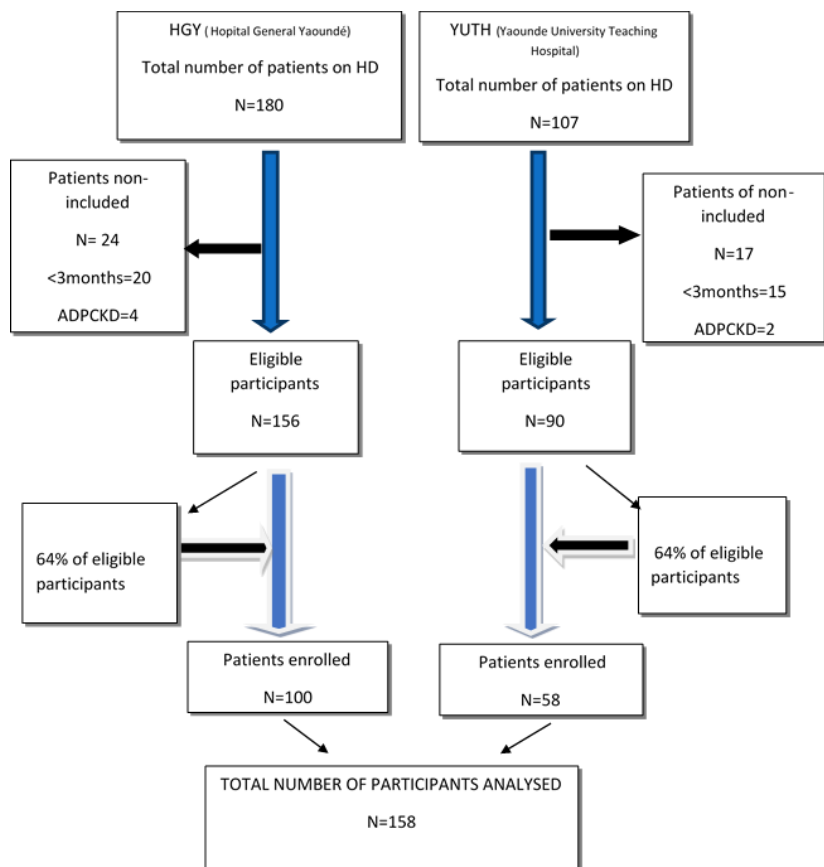 HGY ( Hopital General Yaoundé)
Total number of patients on HD
N=180
YUTH (Yaounde University Teaching
Hospital)
Total number of patients on HD
N=107
Patients non-
included
N= 24
<3months=20
ADPCKD=4
Patients of non-
included
N=17
<3months=15
ADPCKD=2
Eligible
participants
N=156
Eligible
participants
N=90
64% of eligible
participants
64% of eligible
participants
Patients enrolled
N=100
Patients enrolled
N=58
TOTAL NUMBER OF PARTICIPANTS ANALYSED
N=158